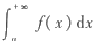 ∫_a^{+∞} f(x) dx